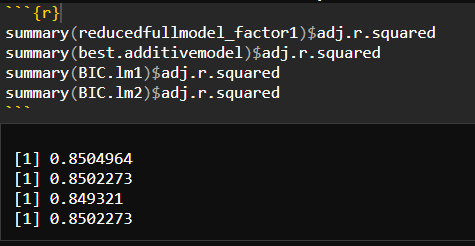 ```{r}
summary(reducedfullmodel_factor1)$adj.r.squared
summary(best.additivemodel)$adj.r.squared
summary(BIC.lm1)$adj.r.squared
summary(BIC.lm2)$adj.r.squared
```
[1] 0.8504964
[1] 0.8502273
[1] 0.849321
[1] 0.8502273